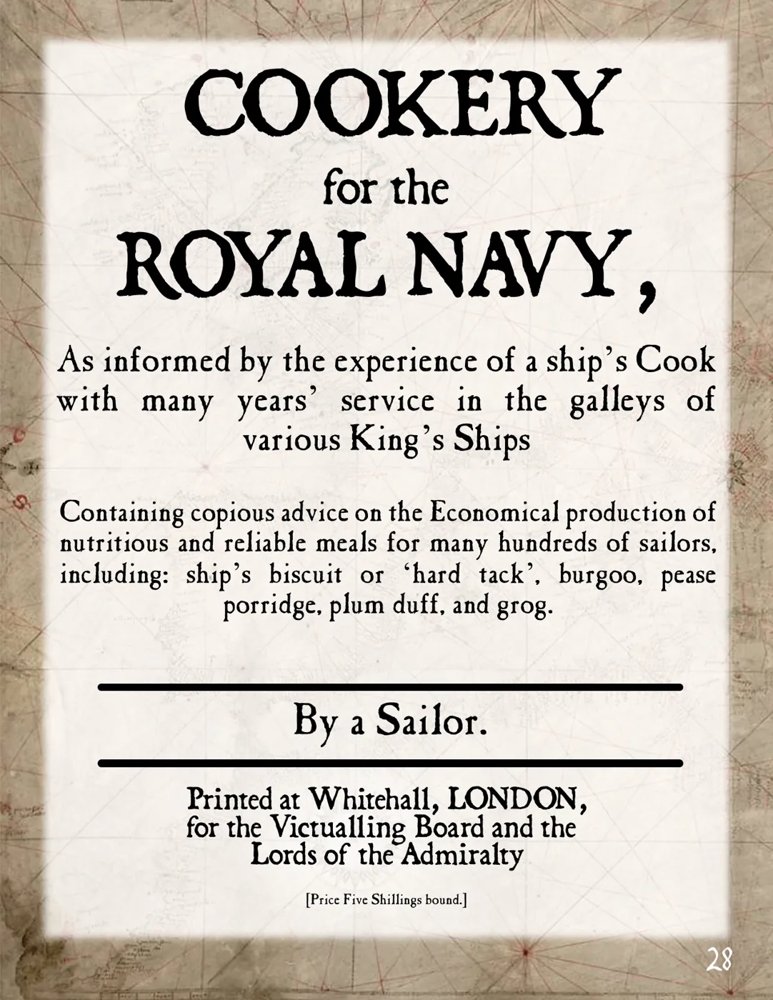 COOKERY
for the
ROYAL NAVY,
As informed by the experience of a ship's Cook
with many years' service in the galleys of
various King's Ships
Containing copious advice on the Economical production of
nutritious and reliable meals for many hundreds of sailors,
including: ship's biscuit or 'hard tack', burgoo, pease
porridge, plum duff, and grog.
By a Sailor.
Printed at Whitehall, LONDON,
for the Victualling Board and the
Lords of the Admiralty
[Price Five Shillings bound.]
28